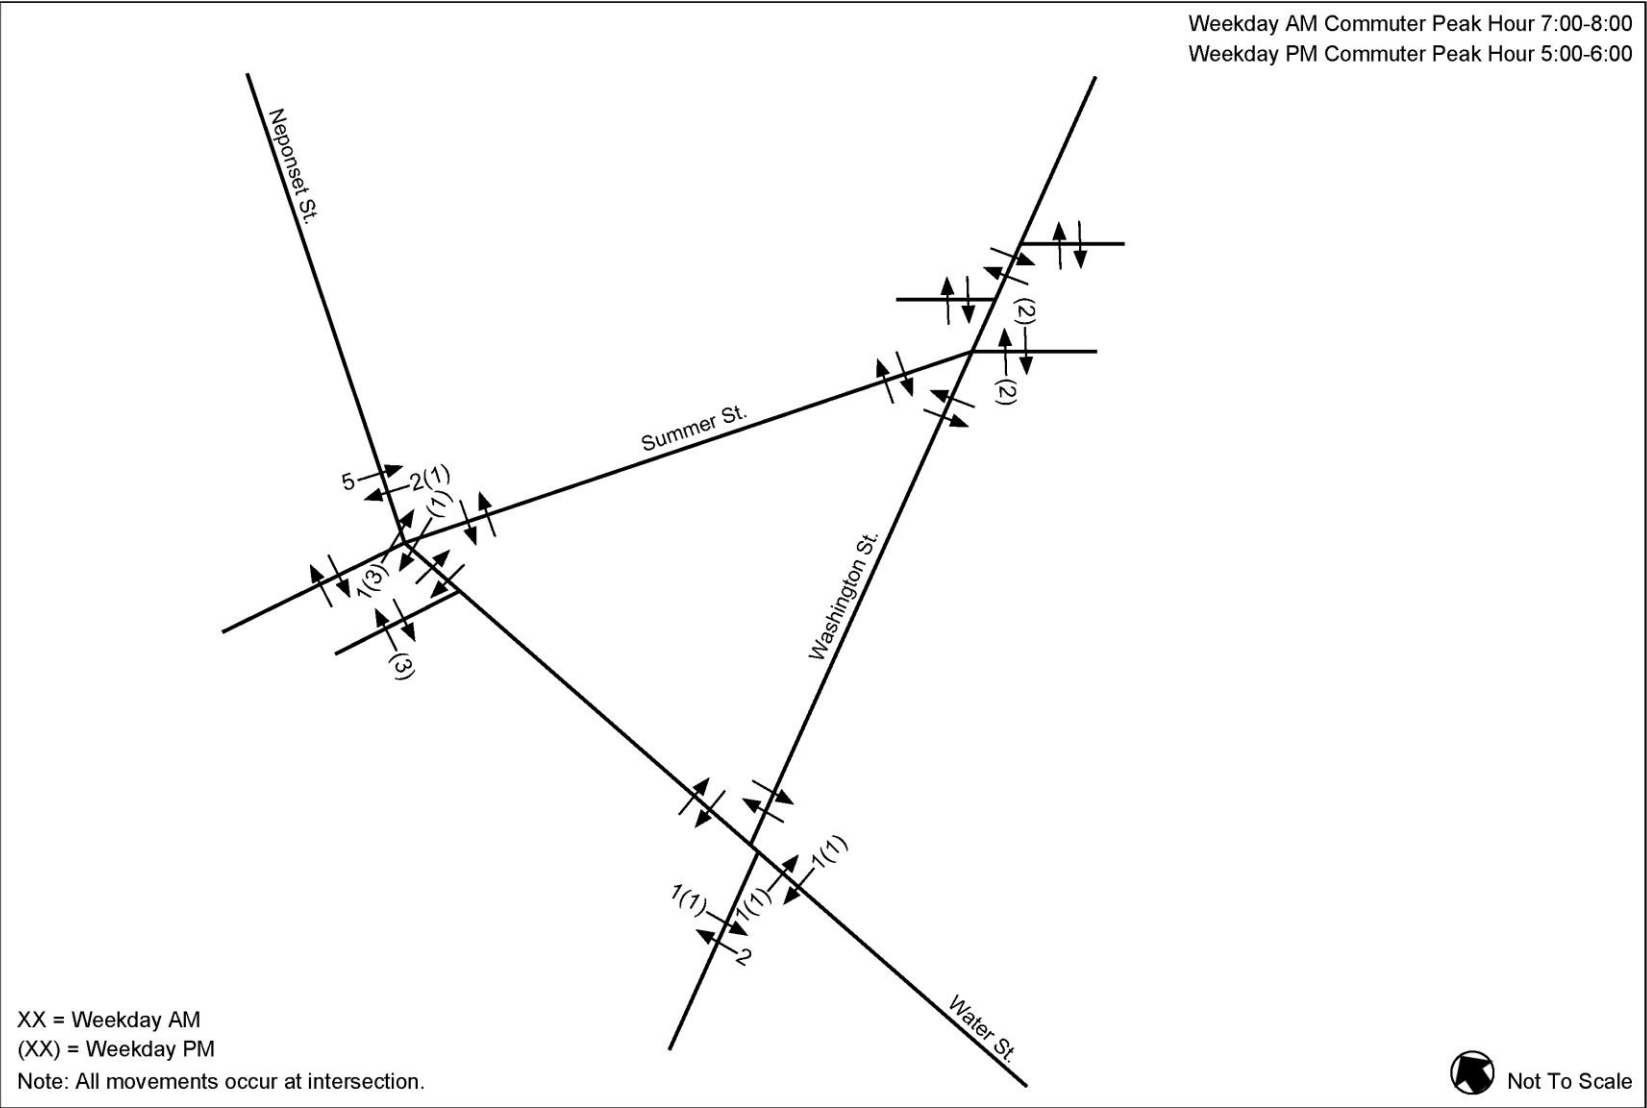 Weekday AM Commuter Peak Hour 7:00-8:00
Weekday PM Commuter Peak Hour 5:00-6:00
Neponset St.
(2)
(2)
Summer St.
5
2(1)
(1)
1(3)
(3)
Washington St.
1(1)
1(1)
1(1)
2
Water St.
XX = Weekday AM
(XX) = Weekday PM
Note: All movements occur at intersection.
Not To Scale